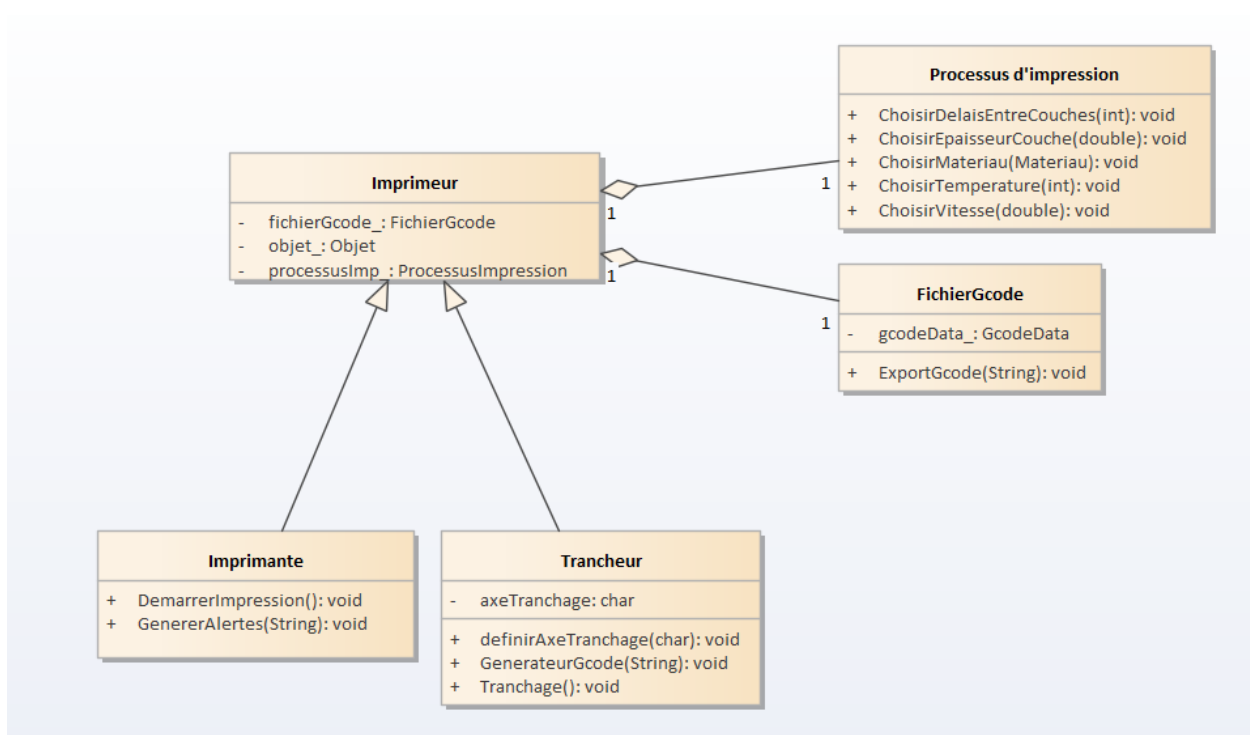 Processus d'impression
+ ChoisirDelaisEntreCouches(int): void
+ ChoisirEpaisseurCouche(double): void
+ ChoisirMateriau(Materiau): void
+ ChoisirTemperature(int): void
+ ChoisirVitesse(double): void
Imprimeur
- fichierGcode_: FichierGcode
- objet_: Objet
- processusImp_: ProcessusImpression
1
1
1
1
FichierGcode
- gcodeData_: GcodeData
+ ExportGcode(String): void
Imprimante
+ DemarrerImpression(): void
+ GenererAlertes(String): void
Trancheur
- axeTranchage: char
+ definirAxeTranchage(char): void
+ GenerateurGcode(String): void
+ Tranchage(): void